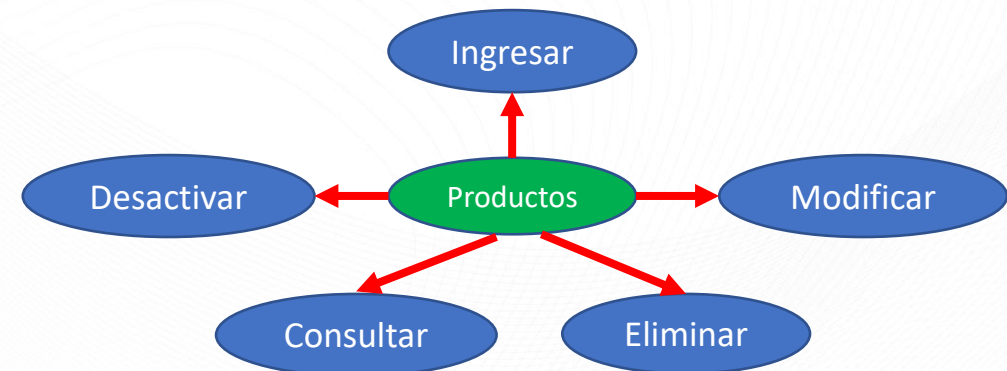 Ingresar
Desactivar
Productos
Modificar
Consultar
Eliminar